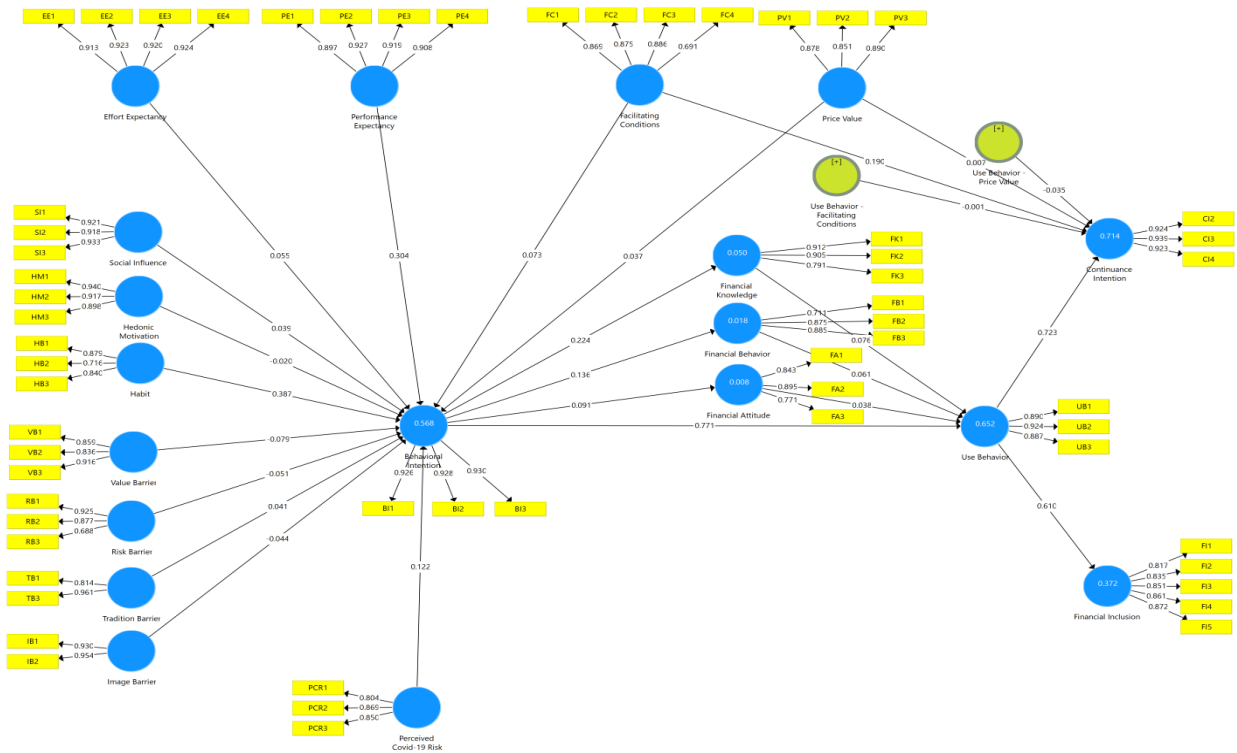 EE1 EE2 EE3 EE4
0.913 0.923 0.920 0.924
Effort Expectancy
PE1 PE2 PE3 PE4
0.897 0.927 0.919 0.908
Performance
Expectancy
FC1 FC2 FC3 FC4
0.869 0.875 0.886 0.691
Facilitating
Conditions
PV1 PV2 PV3
0.878 0.851 0.890
Price Value
[+]
Use Behavior -
Price Value
[+]
Use Behavior -
Facilitating
Conditions
0.190
0.007
-0.035
-0.001
SI1
SI2
SI3
0.921
0.918
0.933
Social Influence
HM1
HM2
HM3
0.940
0.917
0.898
Hedonic
Motivation
HB1
HB2
HB3
0.879
0.716
0.840
Habit
VB1
VB2
VB3
0.859
0.836
0.916
Value Barrier
RB1
RB2
RB3
0.925
0.877
0.688
Risk Barrier
TB1
TB3
0.814
0.961
Tradition Barrier
IB1
IB2
0.930
0.954
Image Barrier
0.055
0.304
0.073
0.037
0.039
-0.020
0.387
-0.079
-0.051
0.041
-0.044
0.122
0.568
Behavioral
Intention
0.926 0.928 0.930
BI1 BI2 BI3
PCR1
PCR2
PCR3
0.804
0.869
0.850
Perceived
Covid-19 Risk
0.224
0.136
0.091
0.771
0.050
Financial
Knowledge
0.912
0.905
0.791
FK1
FK2
FK3
0.018
Financial Behavior
0.711
0.875
0.885
FB1
FB2
FB3
0.008
Financial Attitude
0.843
0.895
0.771
FA1
FA2
FA3
0.076
0.061
0.038
0.652
Use Behavior
0.890
0.924
0.887
UB1
UB2
UB3
0.723
0.714
Continuance
Intention
0.924
0.939
0.923
CI2
CI3
CI4
0.610
0.372
Financial Inclusion
0.817
0.835
0.851
0.861
0.872
FI1
FI2
FI3
FI4
FI5